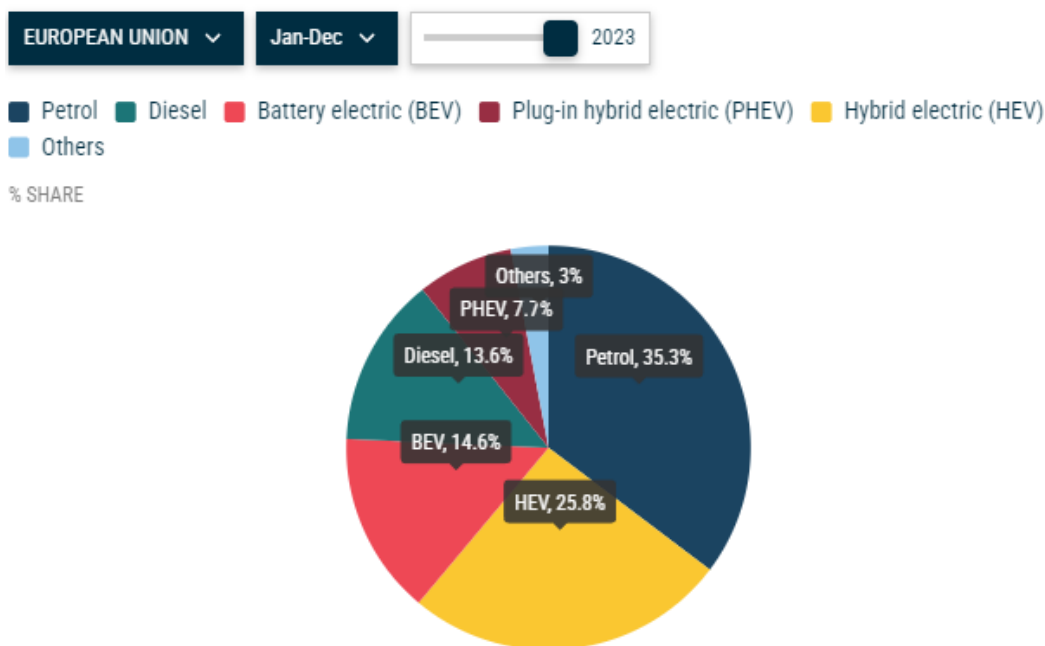 EUROPEAN UNION Jan-Dec 2023
Petrol Diesel Battery electric (BEV) Plug-in hybrid electric (PHEV) Hybrid electric (HEV)
Others
% SHARE
Others, 3%
PHEV, 7.7%
Diesel, 13.6% Petrol, 35.3%
BEV, 14.6%
HEV, 25.8%